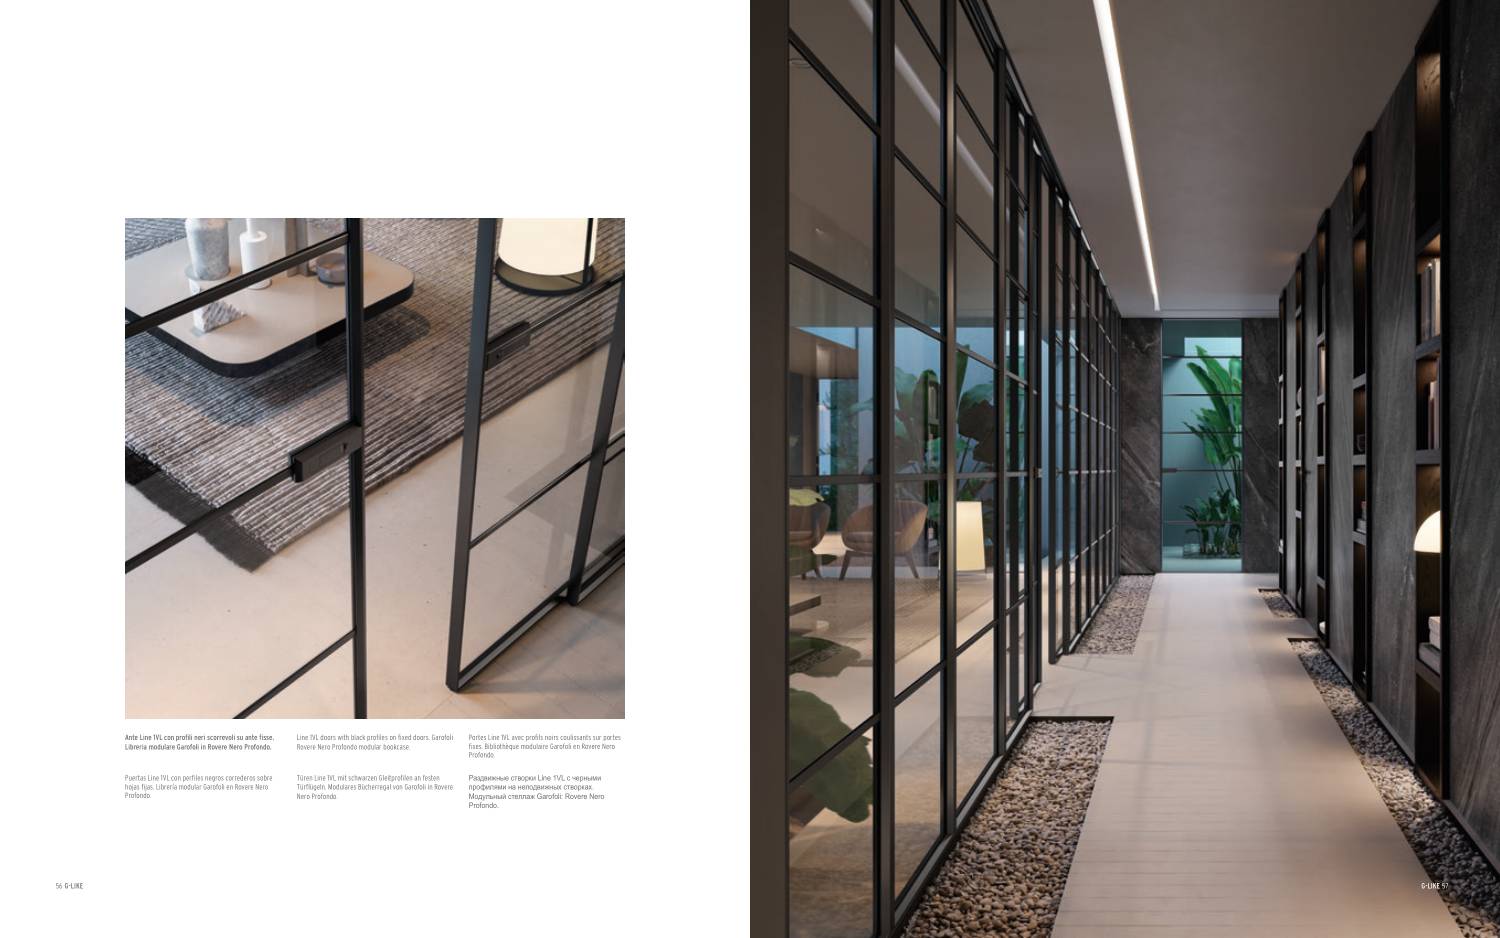 Ante Line 1VL con profili neri scorrevoli su ante fisse.
Libreria modulare Garofoli in Rovere Nero Profondo.
Line 1VL doors with black profiles on fixed doors. Garofoli
Rovere Nero Profondo modular bookcase.
Portes Line 1VL avec profils noirs coulissants sur portes
fixes. Bibliothèque modulaire Garofoli en Rovere Nero
Profondo.
Puertas Line 1VL con perfiles negros correderos sobre
hojas fijas. Librería modular Garofoli en Rovere Nero
Profondo.
Türen Line 1VL mit schwarzen Gleitprofilen an festen
Türflügeln. Modulares Bücherregal von Garofoli in Rovere
Nero Profondo.
Раздвижные створки Line 1VL с черными
профилями на неподвижных створках.
Модульный стеллаж Garofoli: Rovere Nero
Profondo.
56 G-LIKE
G-LIKE 57